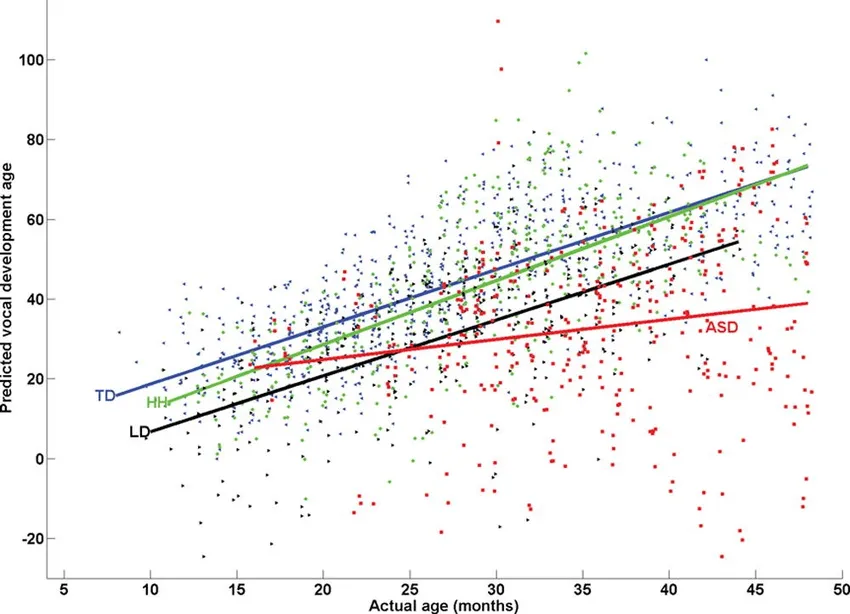 Predicted vocal development age
100
80
60
40
20
0
-20
TD
HH
LD
ASD
5 10 15 20 25 30 35 40 45 50
Actual age (months)